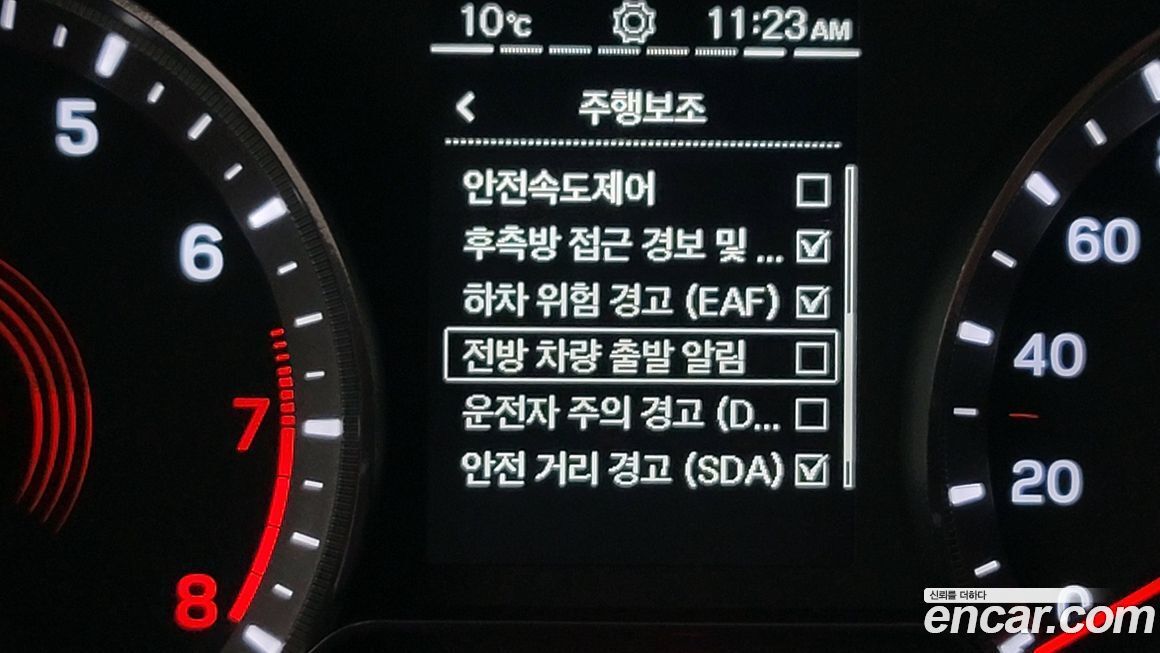 10°C 11:23 AM
< 주행보조
안전속도제어
후측방 접근 경보 및 ...
하차 위험 경고 (EAF)
전방 차량 출발 알림
운전자 주의 경고 (D...
안전 거리 경고 (SDA)
5
6
7
8
60
40
20
0
신뢰를 더하다
encar.com